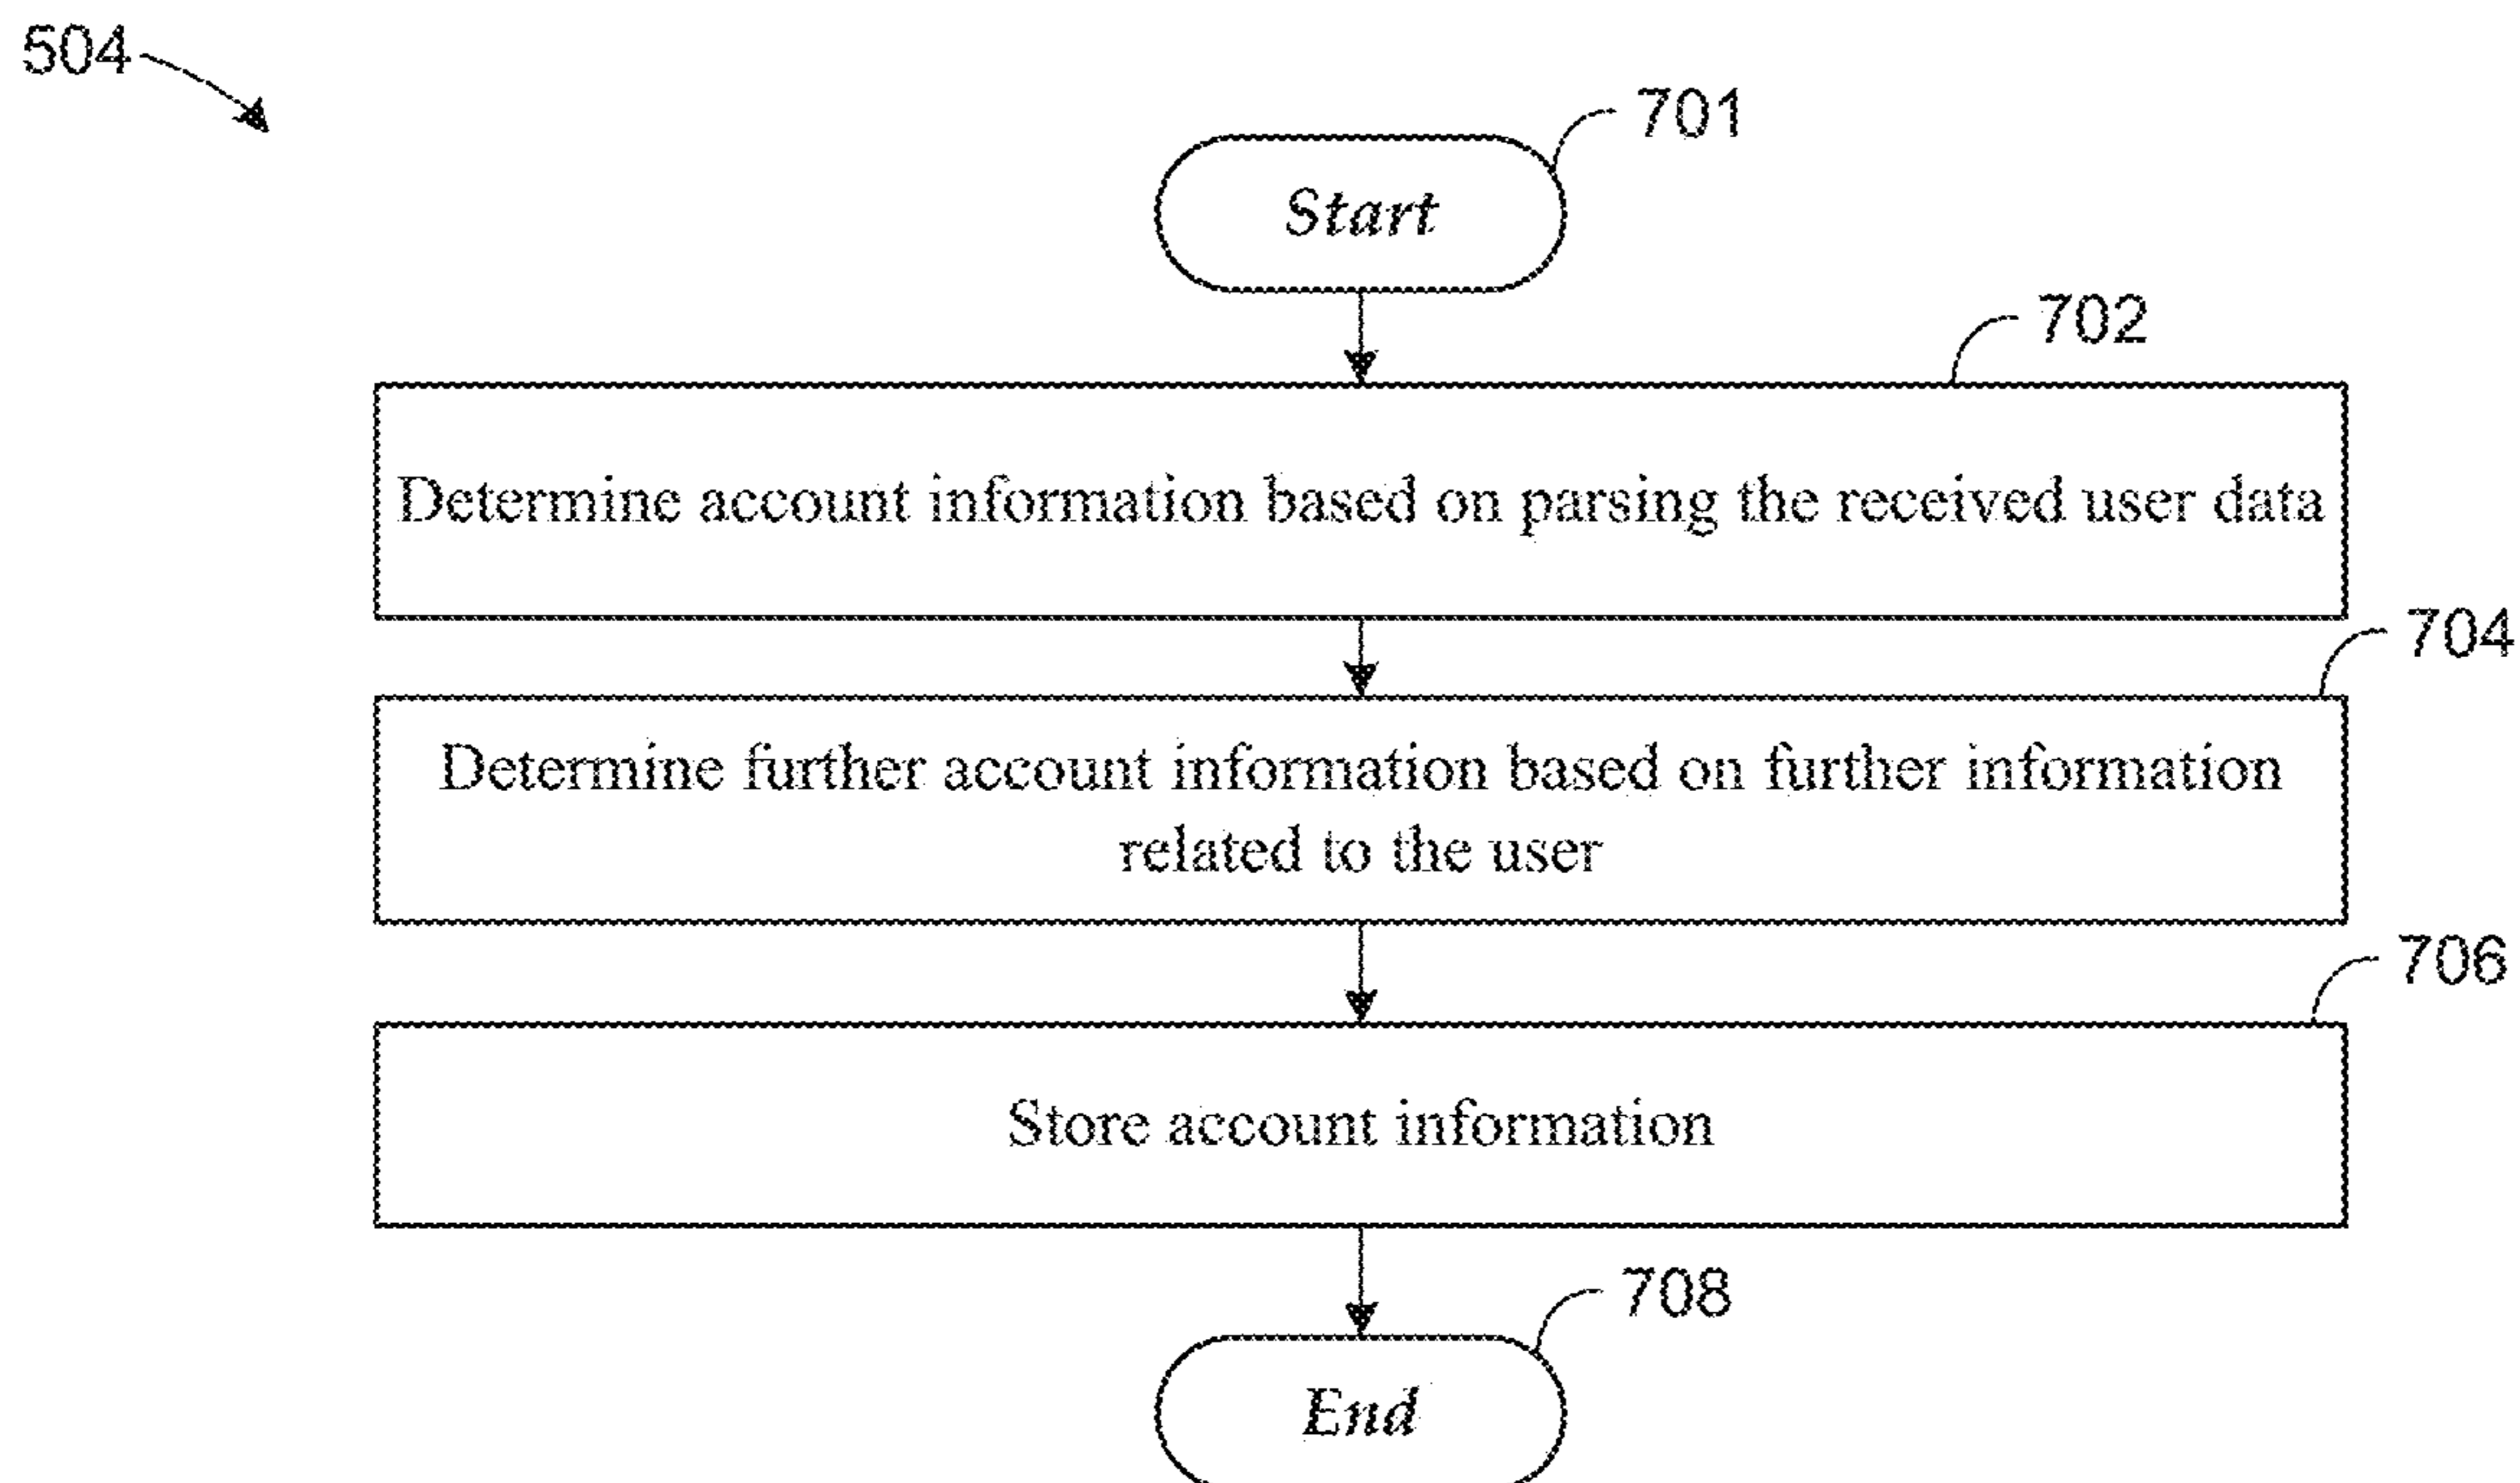 504
701
Start
702
Determine account information based on parsing the received user data
704
Determine further account information based on further information
related to the user
706
Store account information
708
End